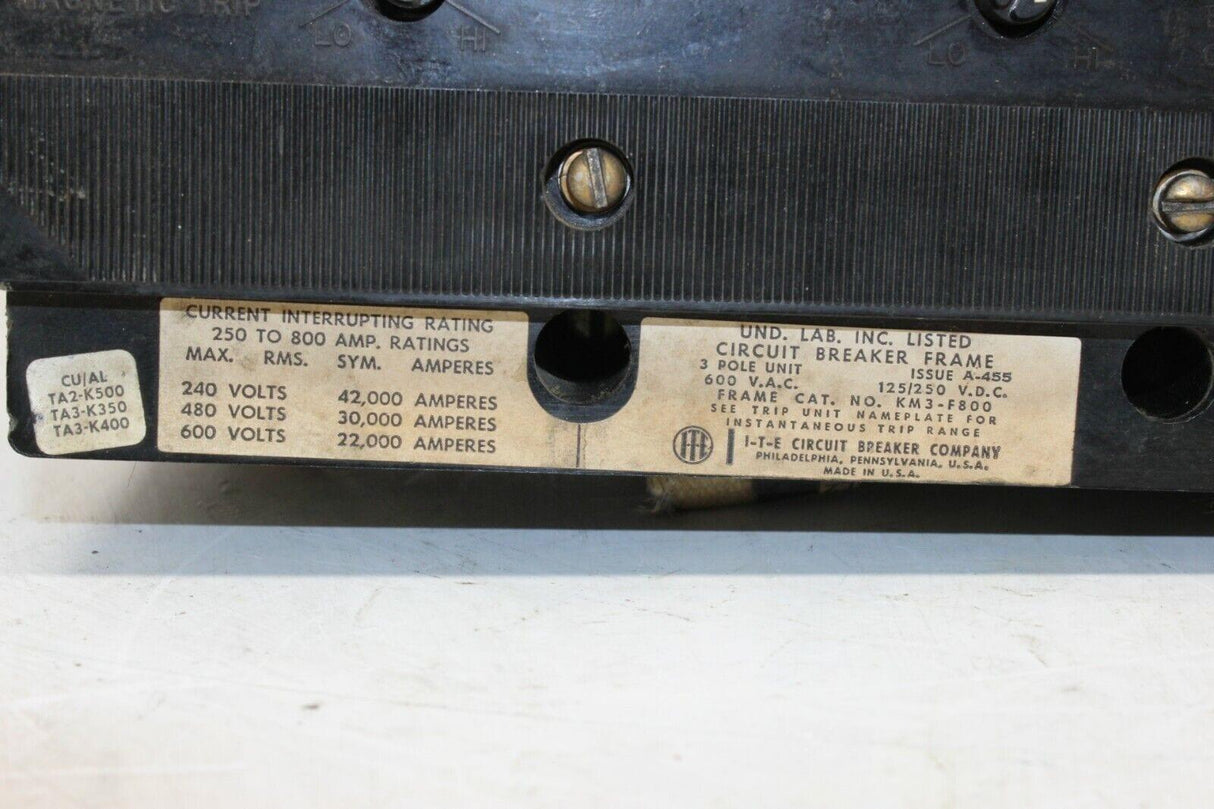 MAGNETIC TRIP
LO HI
LO HI
CU/AL
TA2-K500
TA3-K350
TA3-K400
CURRENT INTERRUPTING RATING
250 TO 800 AMP. RATINGS
MAX. RMS. SYM. AMPERES
240 VOLTS 42,000 AMPERES
480 VOLTS 30,000 AMPERES
600 VOLTS 22,000 AMPERES
UND. LAB. INC. LISTED
CIRCUIT BREAKER FRAME
3 POLE UNIT ISSUE A-455
600 V.A.C. 125/250 V.D.C.
FRAME CAT. NO. KM3-F800
SEE TRIP UNIT NAMEPLATE FOR
INSTANTANEOUS TRIP RANGE
ITE I-T-E CIRCUIT BREAKER COMPANY
PHILADELPHIA, PENNSYLVANIA, U.S.A.
MADE IN U.S.A.